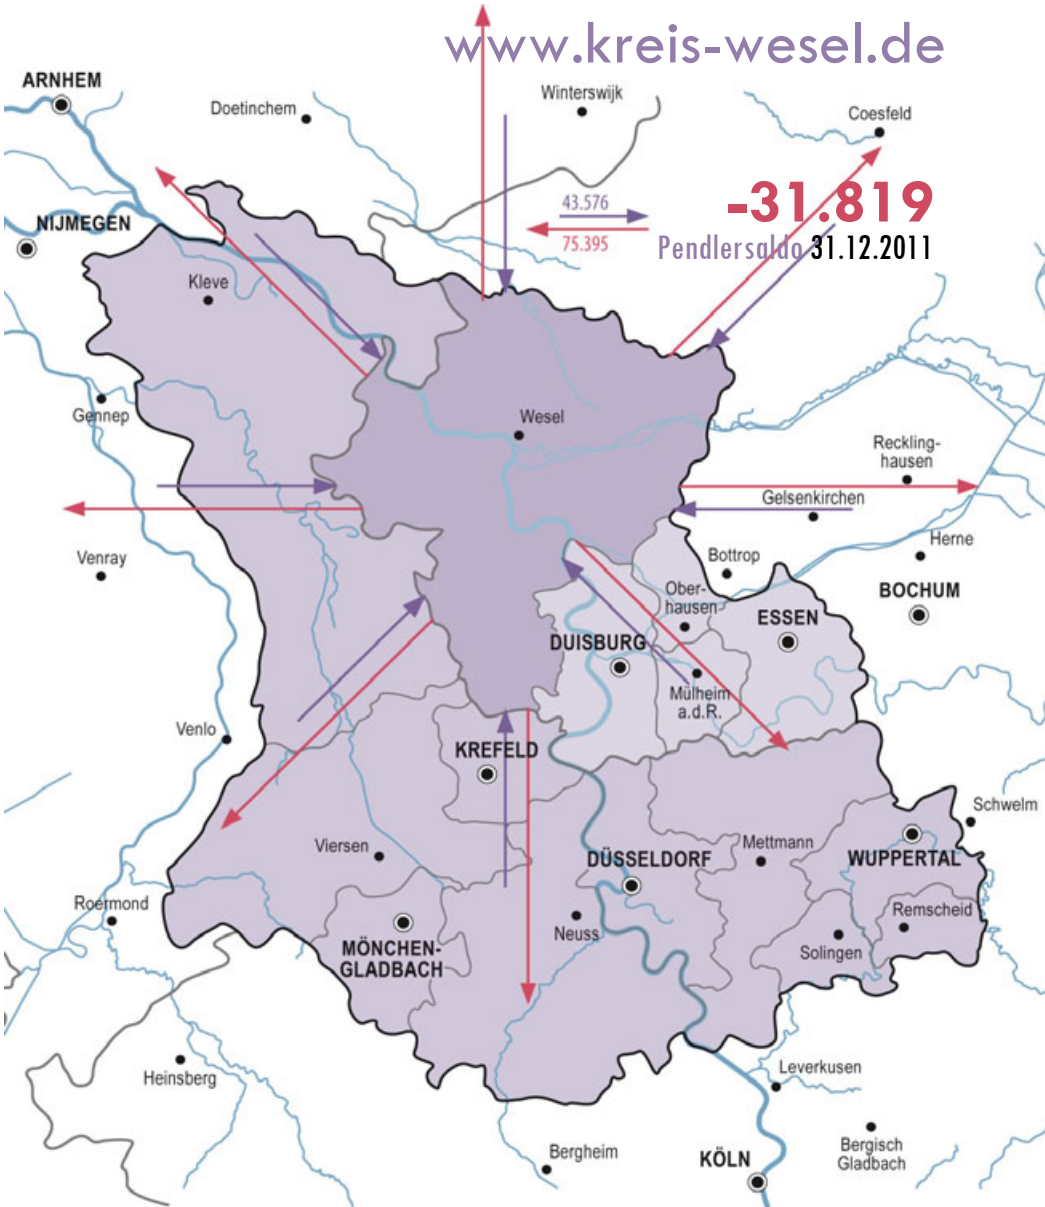 www.kreis-wesel.de
ARNHEM
Doetinchem
Winterswijk
Coesfeld
43.576
-31.819
NIJMEGEN
75.395
Pendlersaldo 31.12.2011
Kleve
Gennep
Wesel
Reckling-
hausen
Gelsenkirchen
Herne
Venray
Bottrop
BOCHUM
Ober-
hausen
ESSEN
DUISBURG
Mülheim
a.d.R.
Venlo
KREFELD
Schwelm
Viersen
Mettmann
DÜSSELDORF
WUPPERTAL
Roermond
Remscheid
Neuss
Solingen
MÖNCHEN-
GLADBACH
Heinsberg
Leverkusen
Bergheim
KÖLN
Bergisch
Gladbach